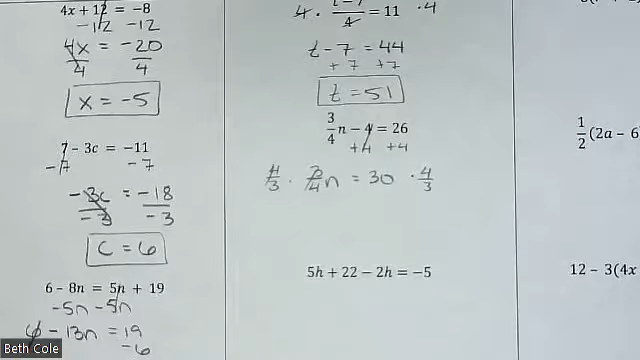 4x + 12 = −8
−12 −12
4x = −20
4 4
x = −5
7 − 3c = −11
−7 −7
−3c = −18
−3 −3
c = 6
6 − 8n = 5n + 19
−5n −5n
6 − 13n = 19
−6
4 · t−7/4 = 11 · 4
t − 7 = 44
+7 +7
t = 51
3/4 n − 4 = 26
+4 +4
4/3 · 3/4 n = 30 · 4/3
5h + 22 − 2h = −5
1/2 (2a − 6
12 − 3(4x
Beth Cole